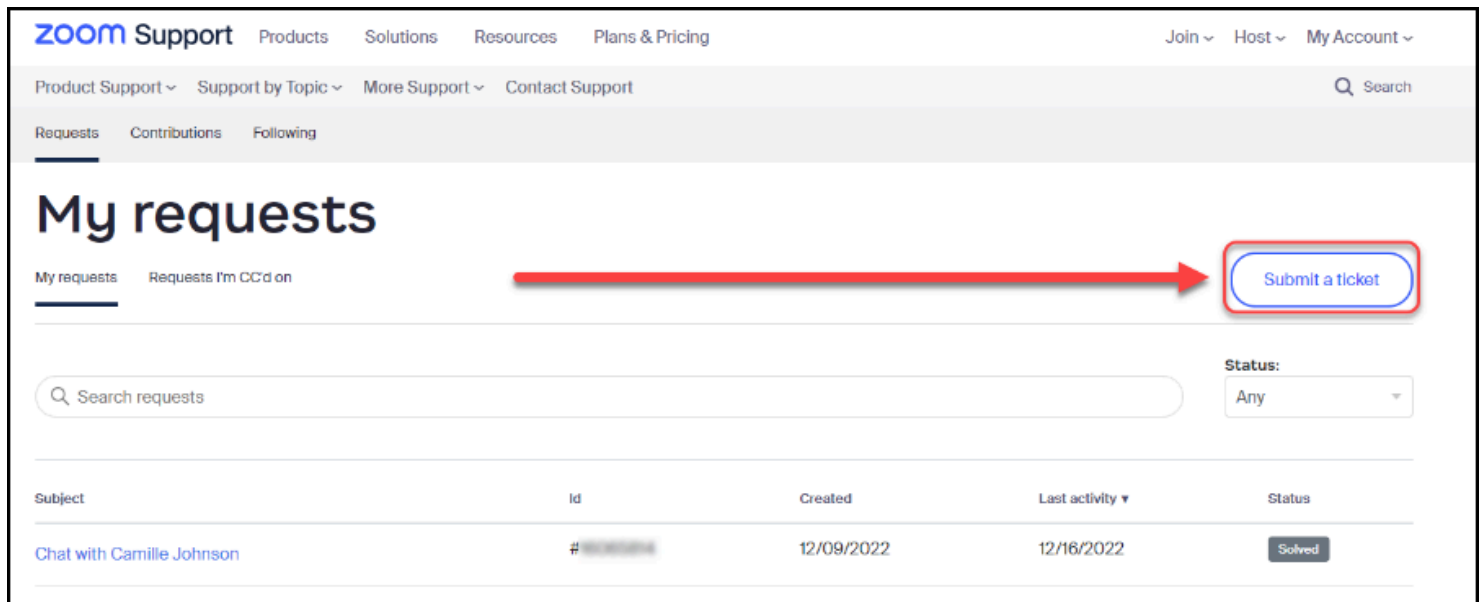 zoom Support Products Solutions Resources Plans & Pricing Join Host My Account
Product Support Support by Topic More Support Contact Support Search
Requests Contributions Following
My requests
My requests Requests I'm CC'd on Submit a ticket
Status:
Search requests Any
Subject Id Created Last activity ▾ Status
Chat with Camille Johnson # 12/09/2022 12/16/2022 Solved